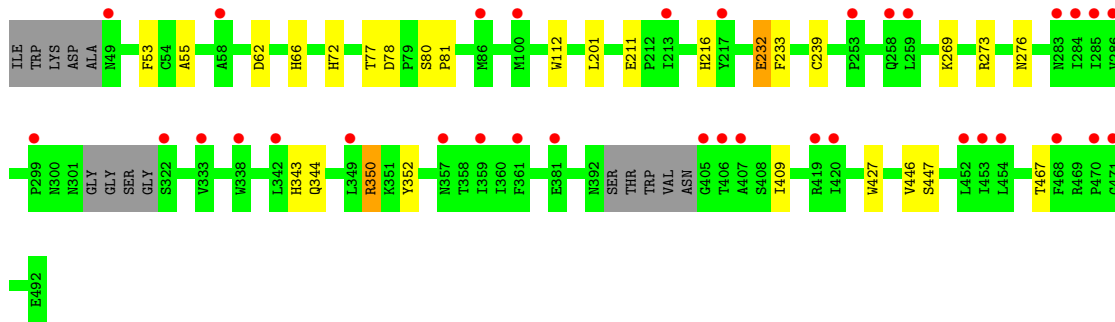 ILE TRP LYS ASP ALA N49 F53 C54 A55 A58 D62 H66 H72 T77 D78 P79 S80 P81 M86 M100 W112 L201 E211 P212 I213 H216 Y217 E232 F233 C239 P253 Q258 L259 K269 R273 N276 N283 I284 I285
P299 N300 N301 GLY GLY SER GLY S322 V333 W338 L342 H343 Q344 L349 R350 K351 Y352 N357 T358 I359 I360 F361 E381 N392 SER THR TRP VAL ASN G405 T406 A407 S408 I409 R419 I420 W427 V446 S447 L452 I453 L454 T467 F468 R469 P470 G471
E492